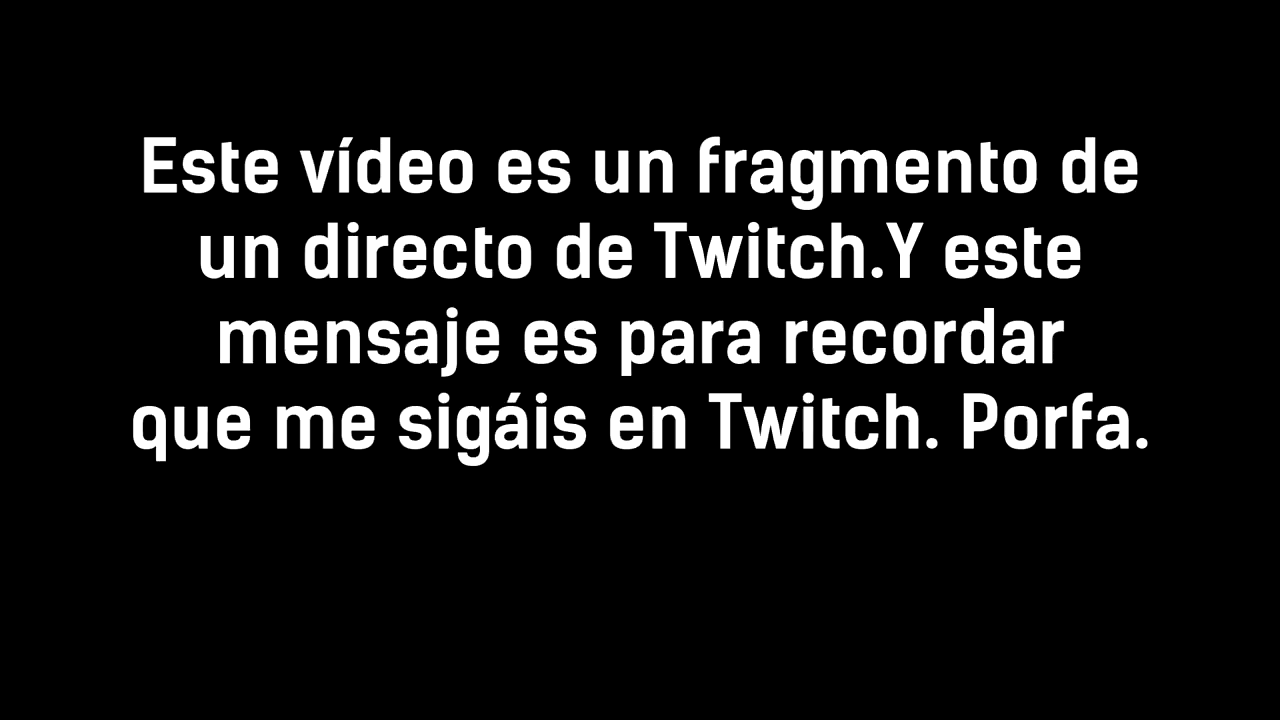 Este vídeo es un fragmento de
un directo de Twitch.Y este
mensaje es para recordar
que me sigáis en Twitch. Porfa.